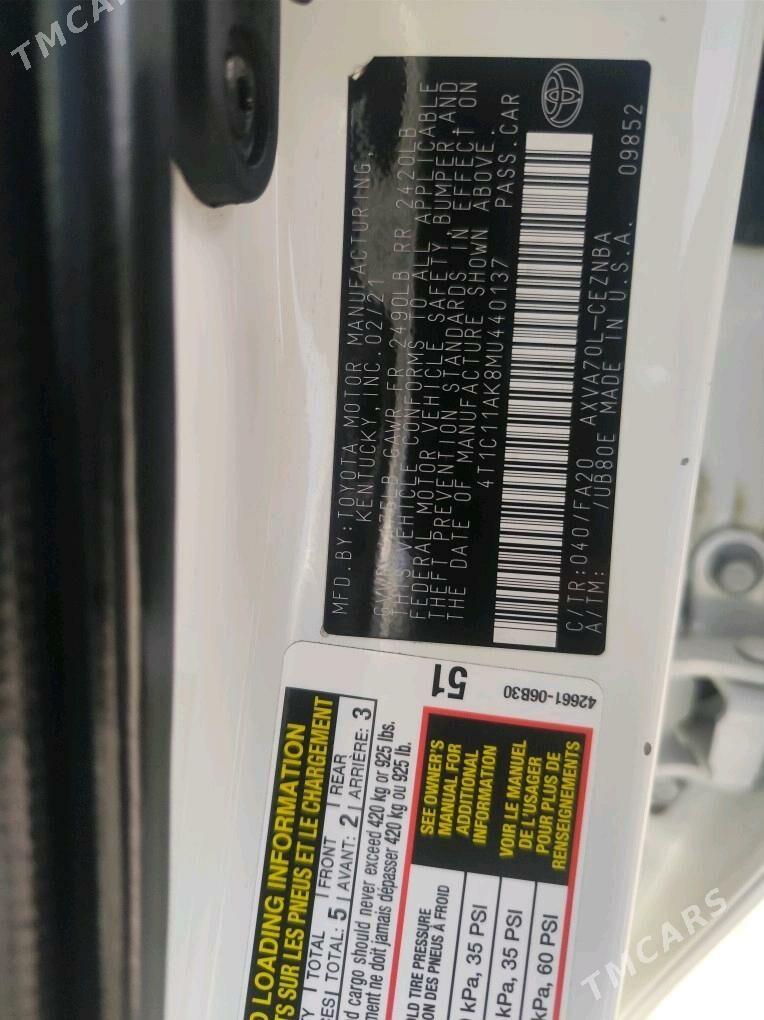 TMCARS
MFD.BY:TOYOTA MOTOR MANUFACTURING,
KENTUCKY,INC.02/21
GAWR FR 2490LB RR 2420LB
THIS VEHICLE CONFORMS TO ALL APPLICABLE
FEDERAL MOTOR VEHICLE SAFETY, BUMPER AND
THEFT PREVENTION STANDARDS IN EFFECT ON
THE DATE OF MANUFACTURE SHOWN ABOVE.
4T1C11AK8MU440137 PASS.CAR
C/TR:040/FA20 AXVA70L-CEZNBA
A/TM: /UB80E MADE IN U.S.A. 09852
LOADING INFORMATION
SUR LES PNEUS ET LE CHARGEMENT
TOTAL FRONT REAR
TOTAL: 5 AVANT: 2 ARRIÈRE: 3
cargo should never exceed 420 kg or 925 lbs.
ne doit jamais dépasser 420 kg ou 925 lb.
51
42661-06B30
TIRE PRESSURE
DES PNEUS À FROID
kPa, 35 PSI
kPa, 35 PSI
kPa, 60 PSI
SEE OWNER'S
MANUAL FOR
ADDITIONAL
INFORMATION
VOIR LE MANUEL
DE L'USAGER
POUR PLUS DE
RENSEIGNEMENTS
TMCARS